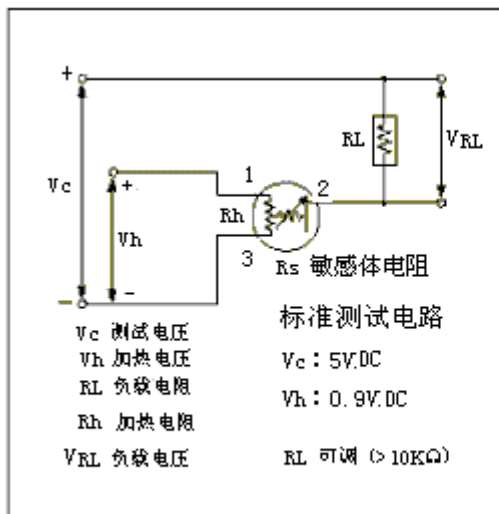 +
RL
VRL
Vc
+
1
2
Rh
Vh
3
Rs 敏感体电阻
-
-
标准测试电路
Vc 测试电压
Vh 加热电压
RL 负载电阻
Rh 加热电阻
VRL 负载电压
Vc：5V.DC
Vh：0.9V.DC
RL 可调 (>10KΩ)